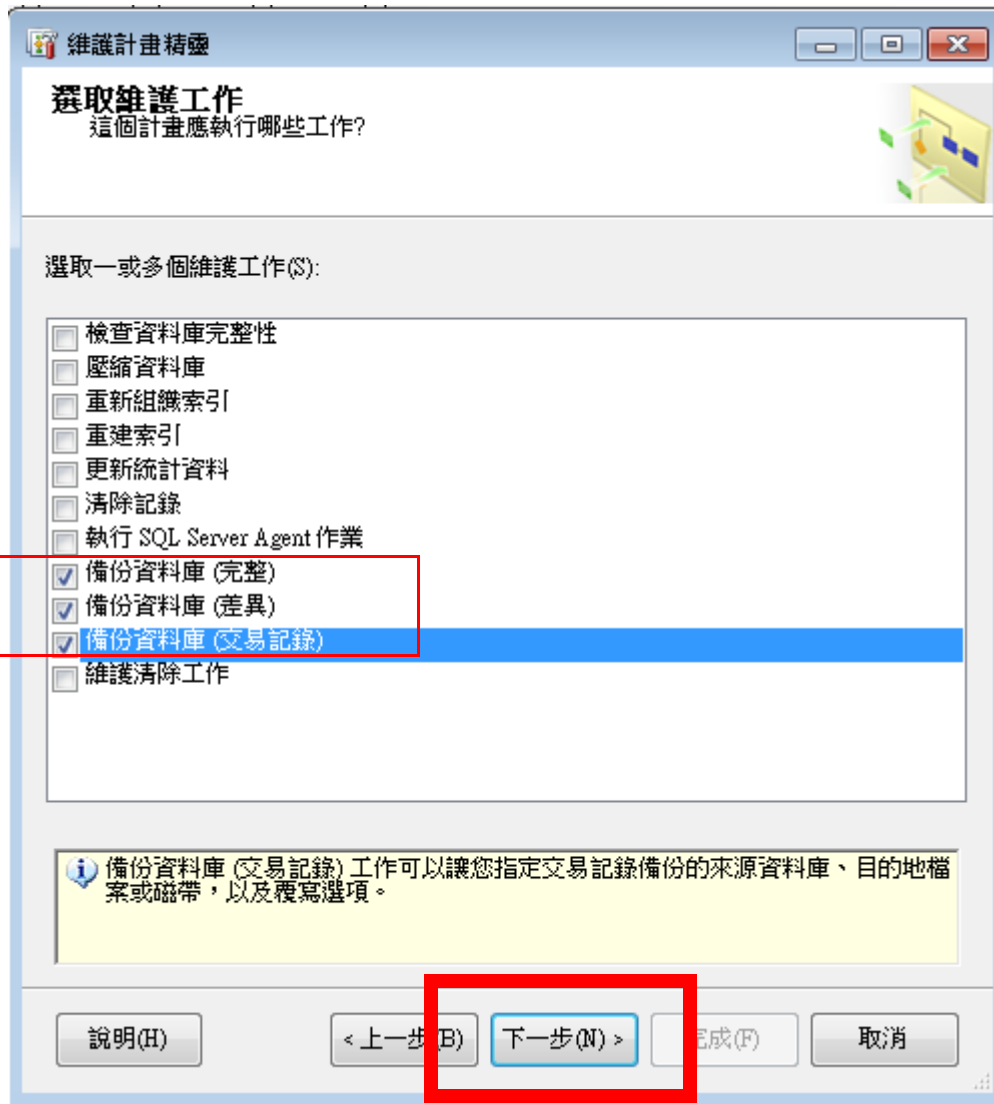 維護計畫精靈
選取維護工作
這個計畫應執行哪些工作?
選取一或多個維護工作(S):
檢查資料庫完整性
壓縮資料庫
重新組織索引
重建索引
更新統計資料
清除記錄
執行 SQL Server Agent 作業
備份資料庫 (完整)
備份資料庫 (差異)
備份資料庫 (交易記錄)
維護清除工作
備份資料庫 (交易記錄) 工作可以讓您指定交易記錄備份的來源資料庫、目的地檔
案或磁帶，以及覆寫選項。
說明(H) < 上一步(B) 下一步(N) > 完成(F) 取消